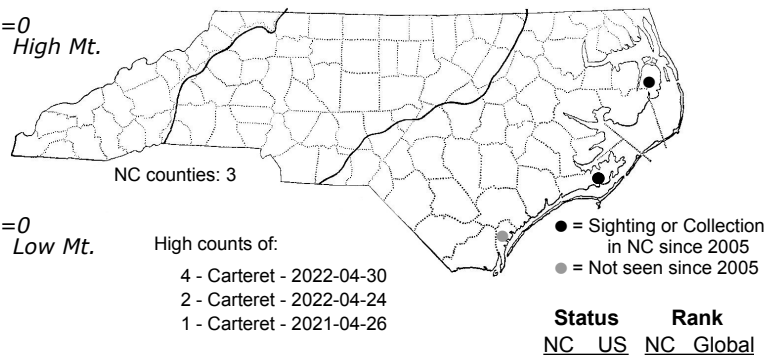 =0
High Mt.
NC counties: 3
=0
Low Mt.
High counts of:
4 - Carteret - 2022-04-30
2 - Carteret - 2022-04-24
1 - Carteret - 2021-04-26
● = Sighting or Collection
in NC since 2005
● = Not seen since 2005
Status Rank
NC US NC Global